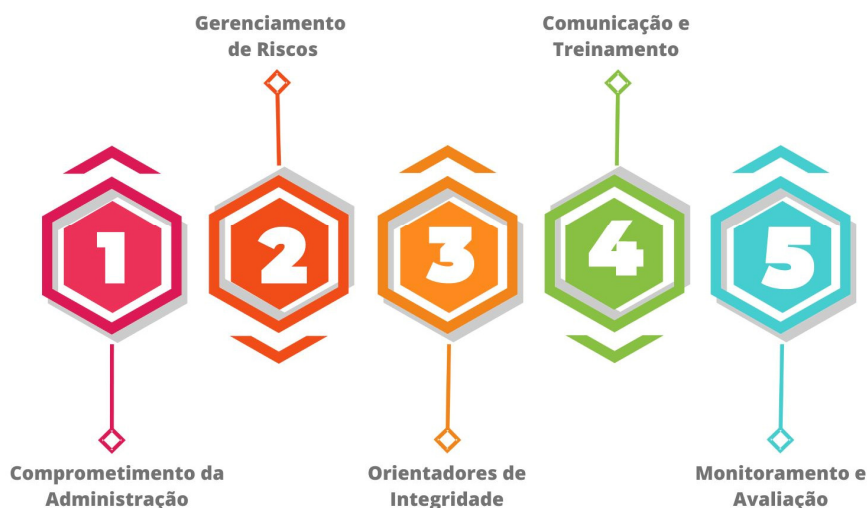 Gerenciamento
de Riscos
Comunicação e
Treinamento
1
2
3
4
5
Comprometimento da
Administração
Orientadores de
Integridade
Monitoramento e
Avaliação